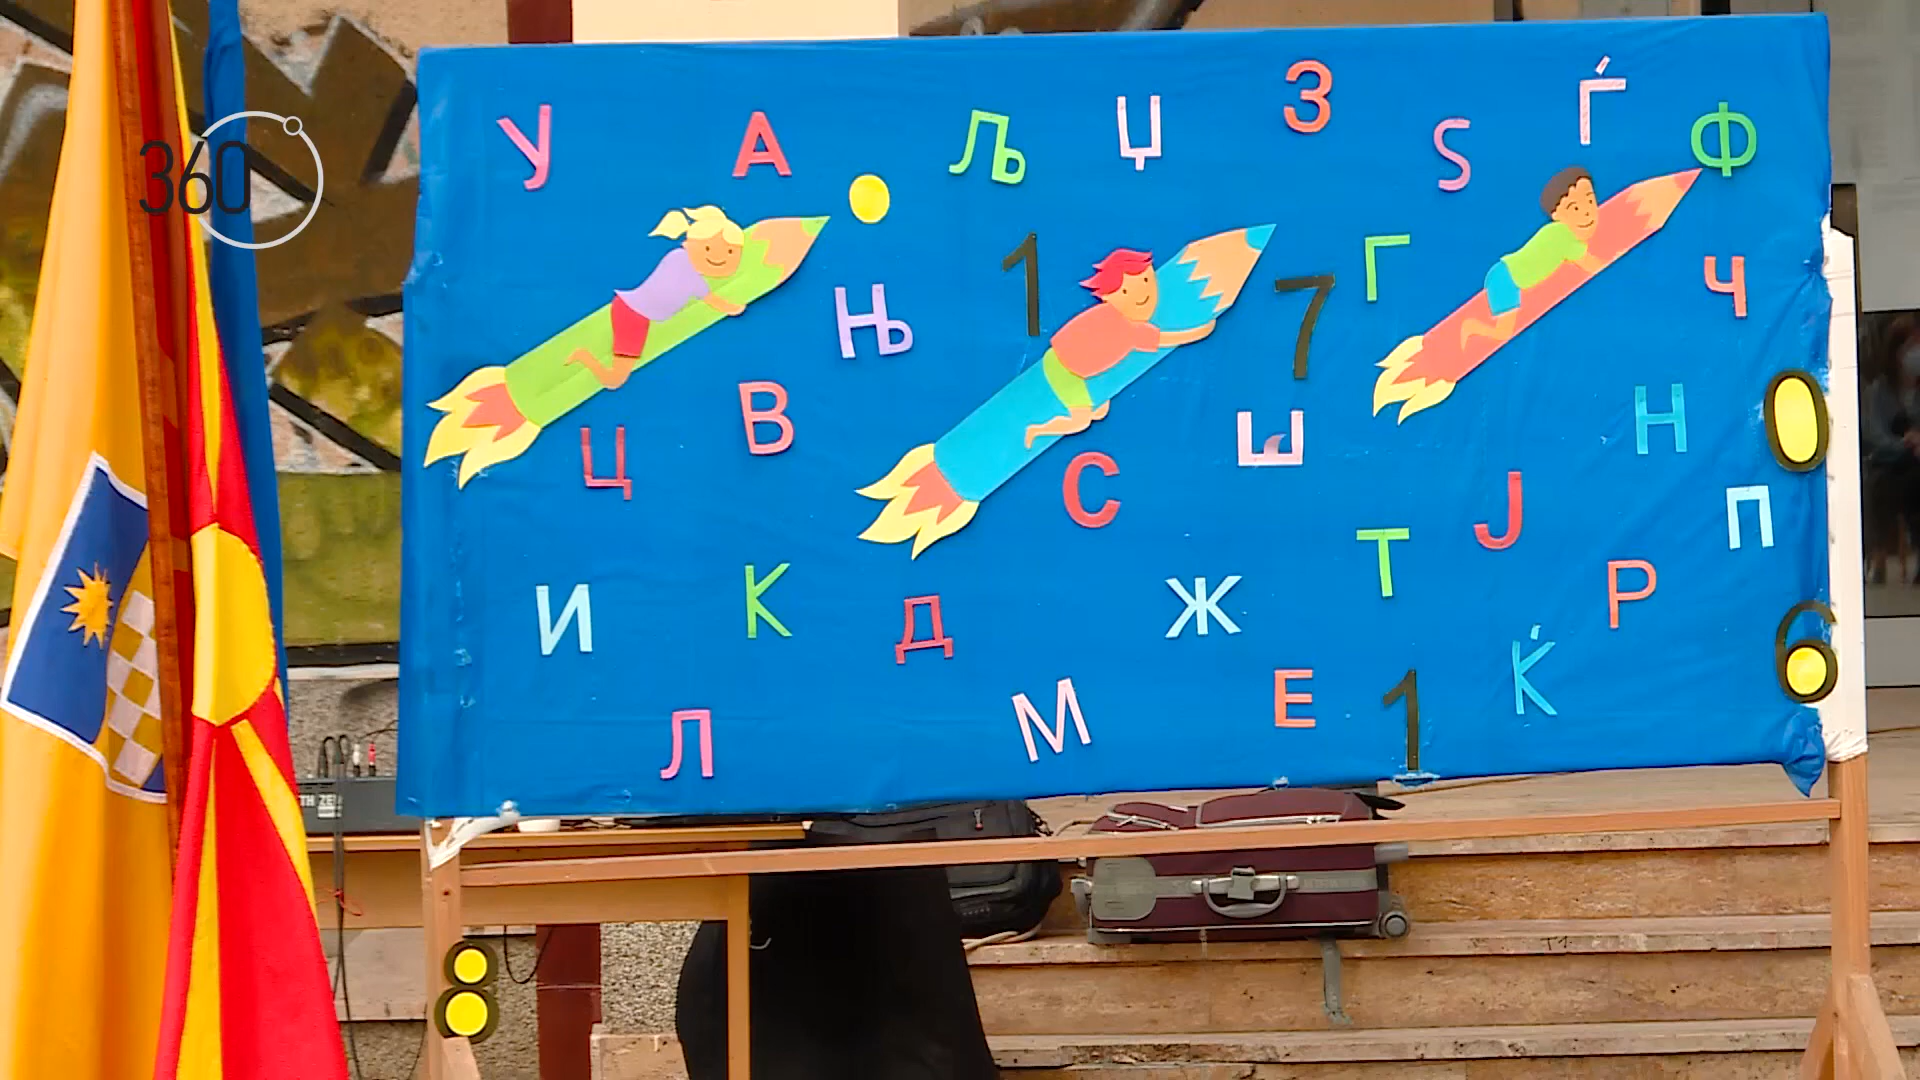 360
У А Љ Џ З Ѕ Ѓ Ф
Њ 1 7 Г Ч
Ц В С Ш Н 0
И К Д Ж Т Ј Р П
Л М Е 1 Ќ 6
8